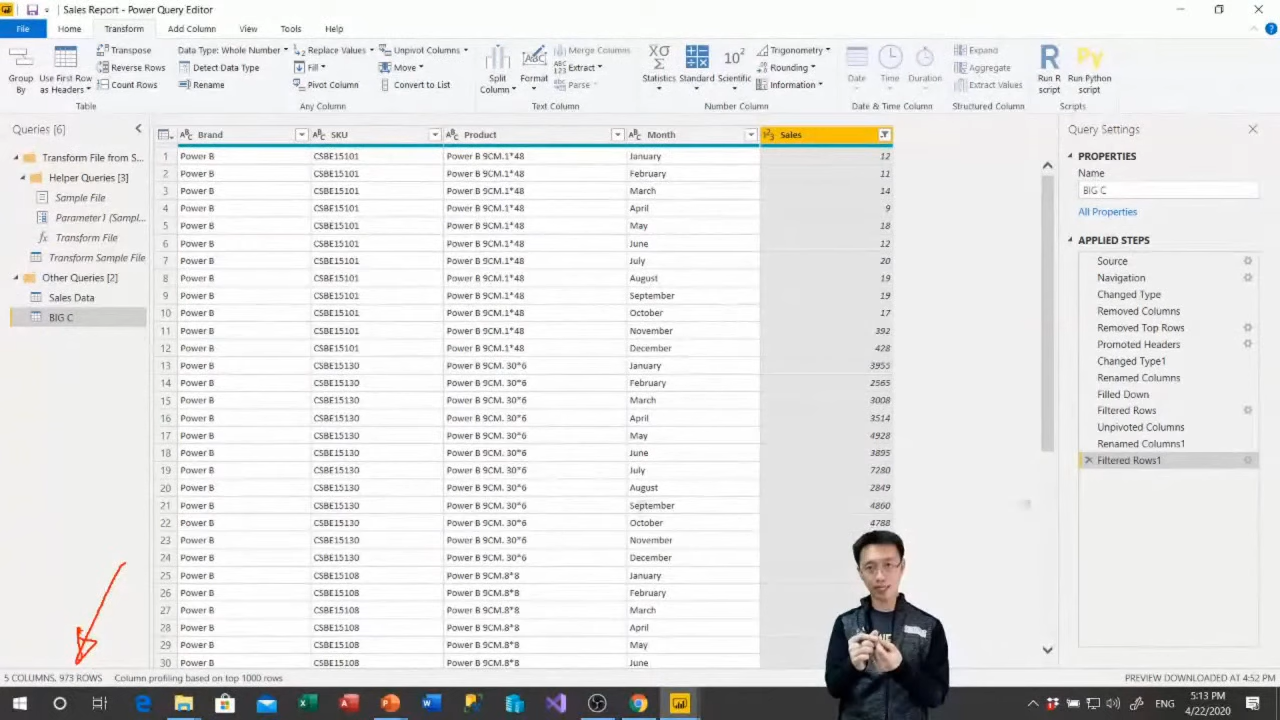 Sales Report - Power Query Editor
File Home Transform Add Column View Tools Help
Group By
Use First Row as Headers
Transpose
Reverse Rows
Count Rows
Table
Data Type: Whole Number
Detect Data Type
Rename
Replace Values
Fill
Pivot Column
Unpivot Columns
Move
Convert to List
Any Column
Split Column
Format
Merge Columns
Extract
Parse
Text Column
Statistics
Standard
Scientific
Trigonometry
Rounding
Information
Number Column
Date
Time
Duration
Date & Time Column
Expand
Aggregate
Extract Values
Structured Column
Run R script
Run Python script
Scripts
Queries [6]
Transform File from S...
Helper Queries [3]
Sample File
Parameter1 (Sampl...
Transform File
Transform Sample File
Other Queries [2]
Sales Data
BIG C
Brand SKU Product Month Sales
1 Power B CSBE15101 Power B 9CM.1*48 January 12
2 Power B CSBE15101 Power B 9CM.1*48 February 11
3 Power B CSBE15101 Power B 9CM.1*48 March 14
4 Power B CSBE15101 Power B 9CM.1*48 April 9
5 Power B CSBE15101 Power B 9CM.1*48 May 18
6 Power B CSBE15101 Power B 9CM.1*48 June 12
7 Power B CSBE15101 Power B 9CM.1*48 July 20
8 Power B CSBE15101 Power B 9CM.1*48 August 19
9 Power B CSBE15101 Power B 9CM.1*48 September 19
10 Power B CSBE15101 Power B 9CM.1*48 October 17
11 Power B CSBE15101 Power B 9CM.1*48 November 392
12 Power B CSBE15101 Power B 9CM.1*48 December 428
13 Power B CSBE15130 Power B 9CM. 30*6 January 3955
14 Power B CSBE15130 Power B 9CM. 30*6 February 2565
15 Power B CSBE15130 Power B 9CM. 30*6 March 3008
16 Power B CSBE15130 Power B 9CM. 30*6 April 3514
17 Power B CSBE15130 Power B 9CM. 30*6 May 4928
18 Power B CSBE15130 Power B 9CM. 30*6 June 3895
19 Power B CSBE15130 Power B 9CM. 30*6 July 7280
20 Power B CSBE15130 Power B 9CM. 30*6 August 2849
21 Power B CSBE15130 Power B 9CM. 30*6 September 4860
22 Power B CSBE15130 Power B 9CM. 30*6 October 4788
23 Power B CSBE15130 Power B 9CM. 30*6 November
24 Power B CSBE15130 Power B 9CM. 30*6 December
25 Power B CSBE15108 Power B 9CM.8*8 January
26 Power B CSBE15108 Power B 9CM.8*8 February
27 Power B CSBE15108 Power B 9CM.8*8 March
28 Power B CSBE15108 Power B 9CM.8*8 April
29 Power B CSBE15108 Power B 9CM.8*8 May
30 Power B CSBE15108 Power B 9CM.8*8 June
Query Settings
PROPERTIES
Name
BIG C
All Properties
APPLIED STEPS
Source
Navigation
Changed Type
Removed Columns
Removed Top Rows
Promoted Headers
Changed Type1
Renamed Columns
Filled Down
Filtered Rows
Unpivoted Columns
Renamed Columns1
Filtered Rows1
5 COLUMNS, 973 ROWS Column profiling based on top 1000 rows
PREVIEW DOWNLOADED AT 4:52 PM
ENG
5:13 PM
4/22/2020